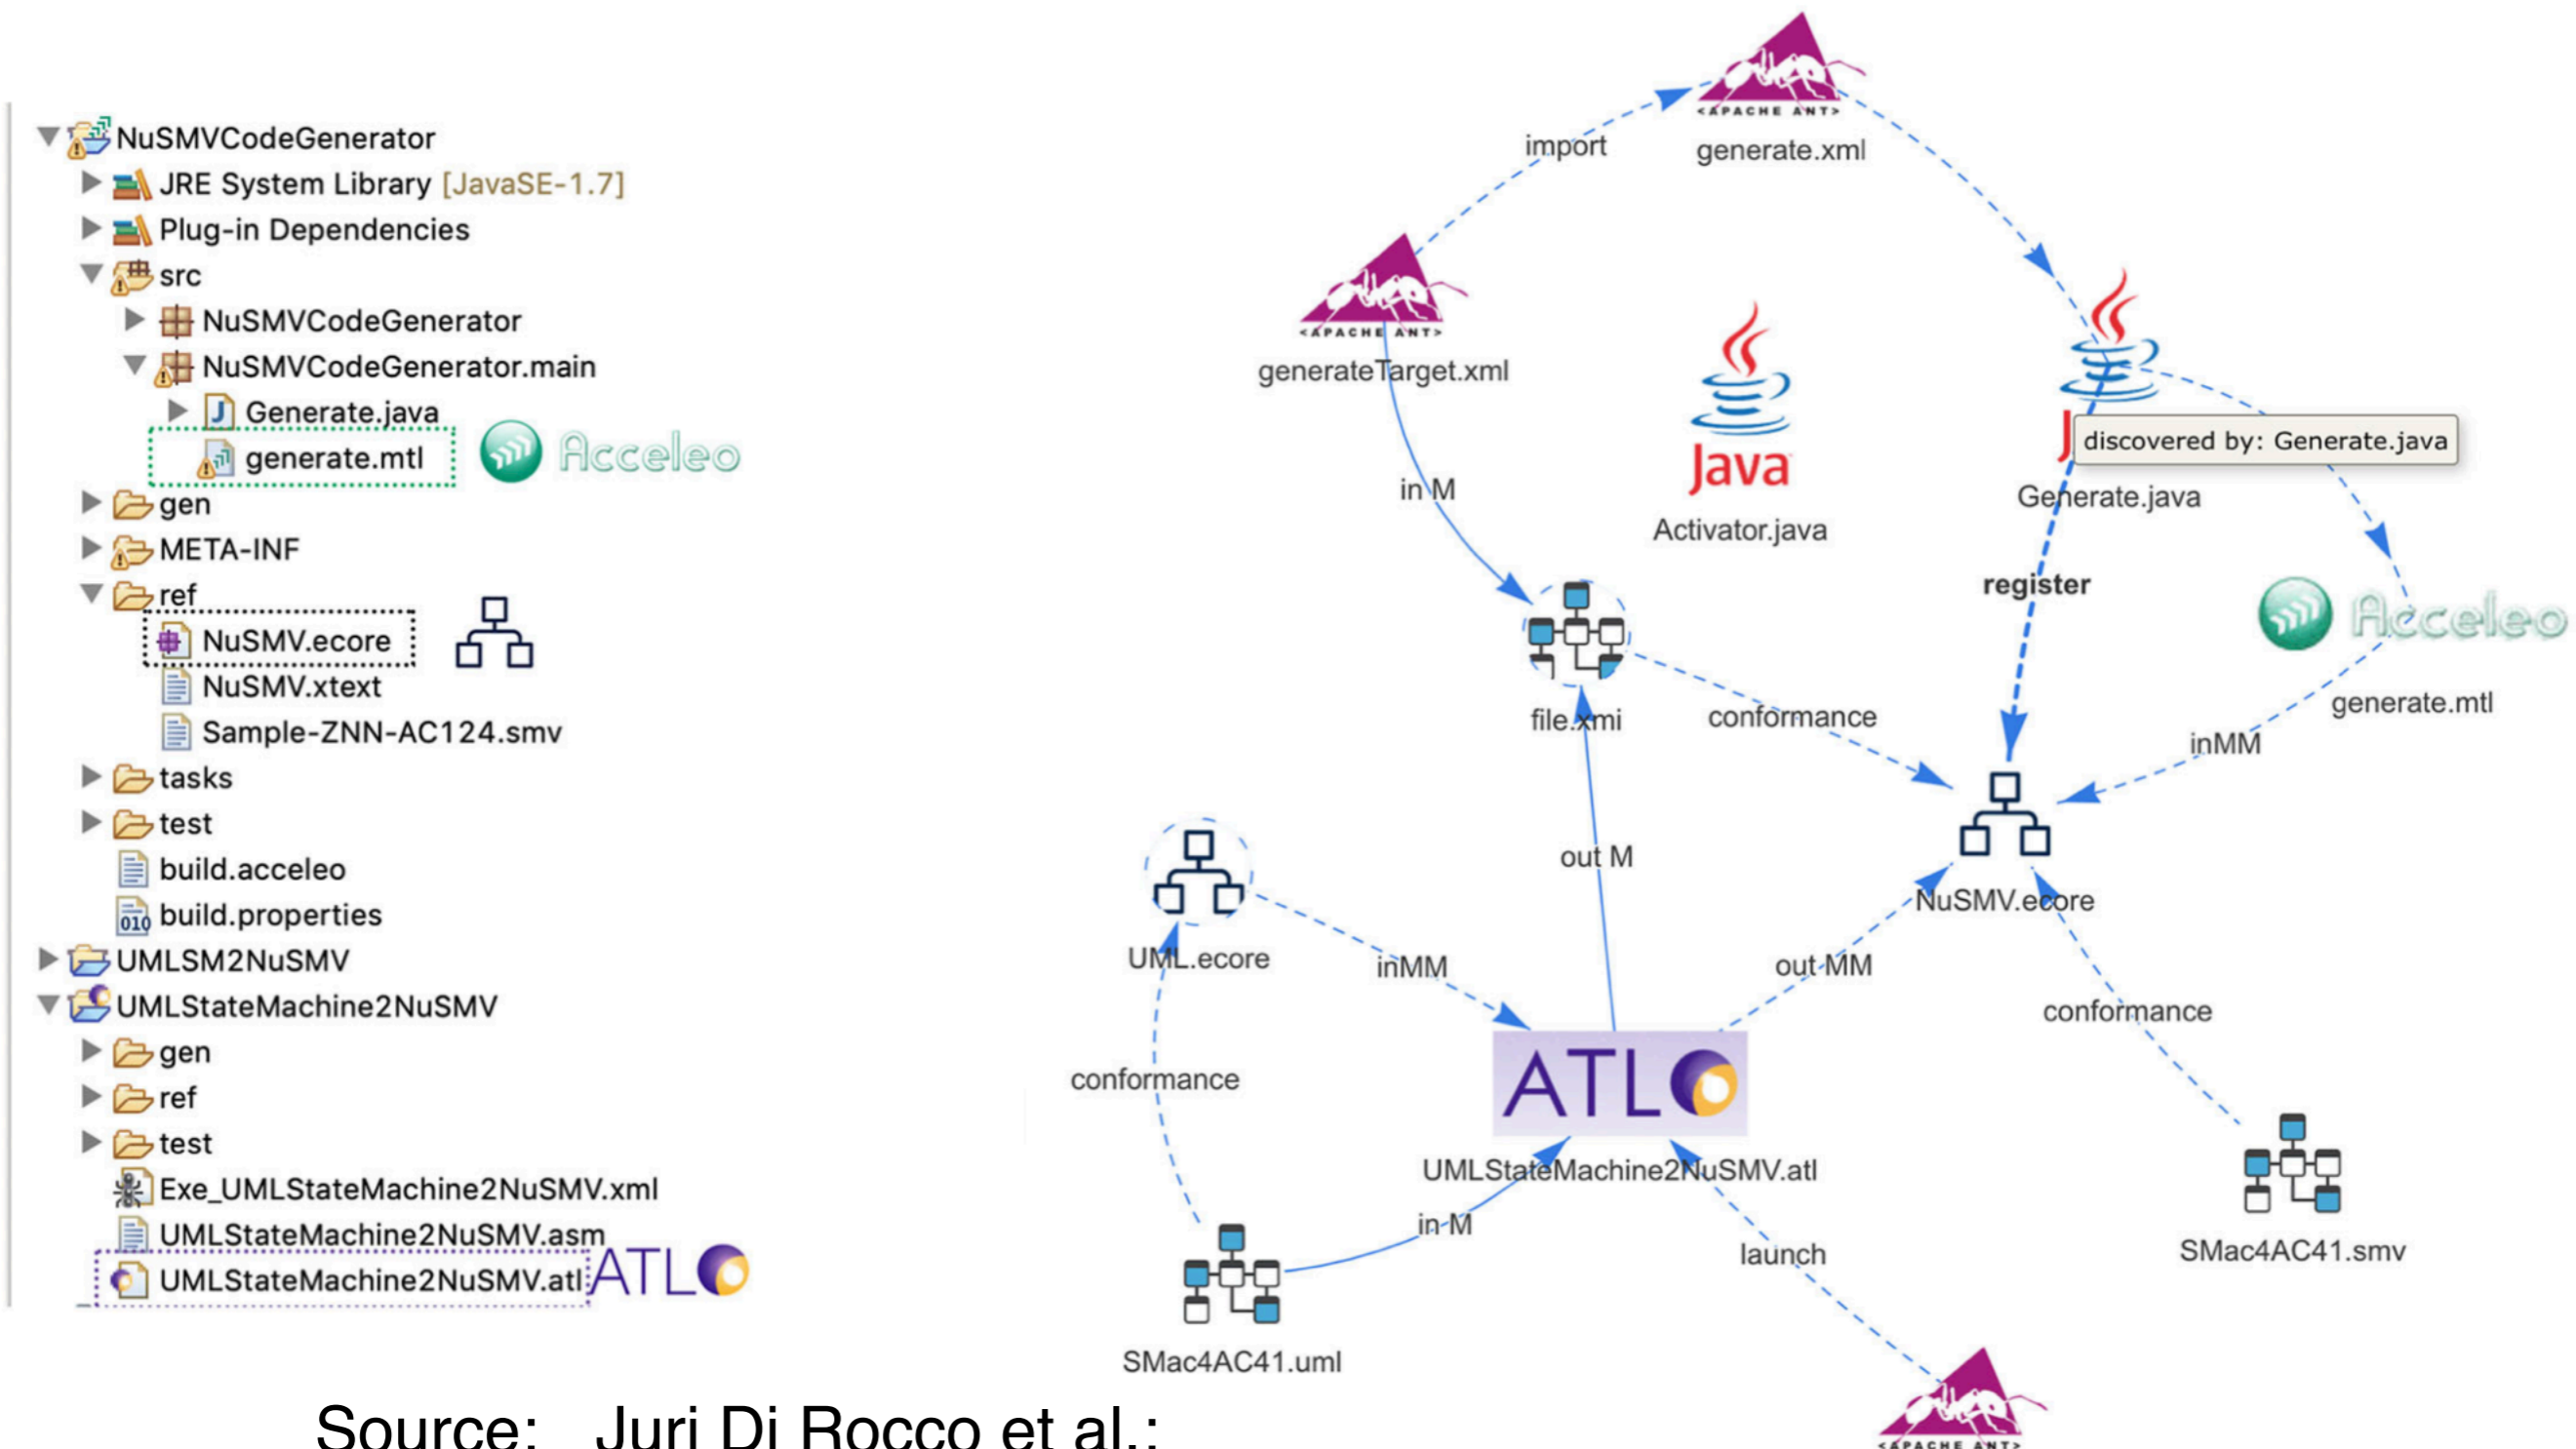 NuSMVCodeGenerator
JRE System Library [JavaSE-1.7]
Plug-in Dependencies
src
NuSMVCodeGenerator
NuSMVCodeGenerator.main
Generate.java
generate.mtl
Acceleo
gen
META-INF
ref
NuSMV.ecore
NuSMV.xtext
Sample-ZNN-AC124.smv
tasks
test
build.acceleo
010 build.properties
UMLSM2NuSMV
UMLStateMachine2NuSMV
gen
ref
test
Exe_UMLStateMachine2NuSMV.xml
UMLStateMachine2NuSMV.asm
UMLStateMachine2NuSMV.atl
ATL
<APACHE ANT>
generate.xml
import
<APACHE ANT>
generateTarget.xml
Java
Activator.java
J
discovered by: Generate.java
Generate.java
in M
register
Acceleo
generate.mtl
file.xmi
conformance
inMM
out M
NuSMV.ecore
UML.ecore
inMM
out MM
conformance
conformance
ATL
UMLStateMachine2NuSMV.atl
in M
launch
SMac4AC41.smv
SMac4AC41.uml
<APACHE ANT>
Source: Juri Di Rocco et al.: